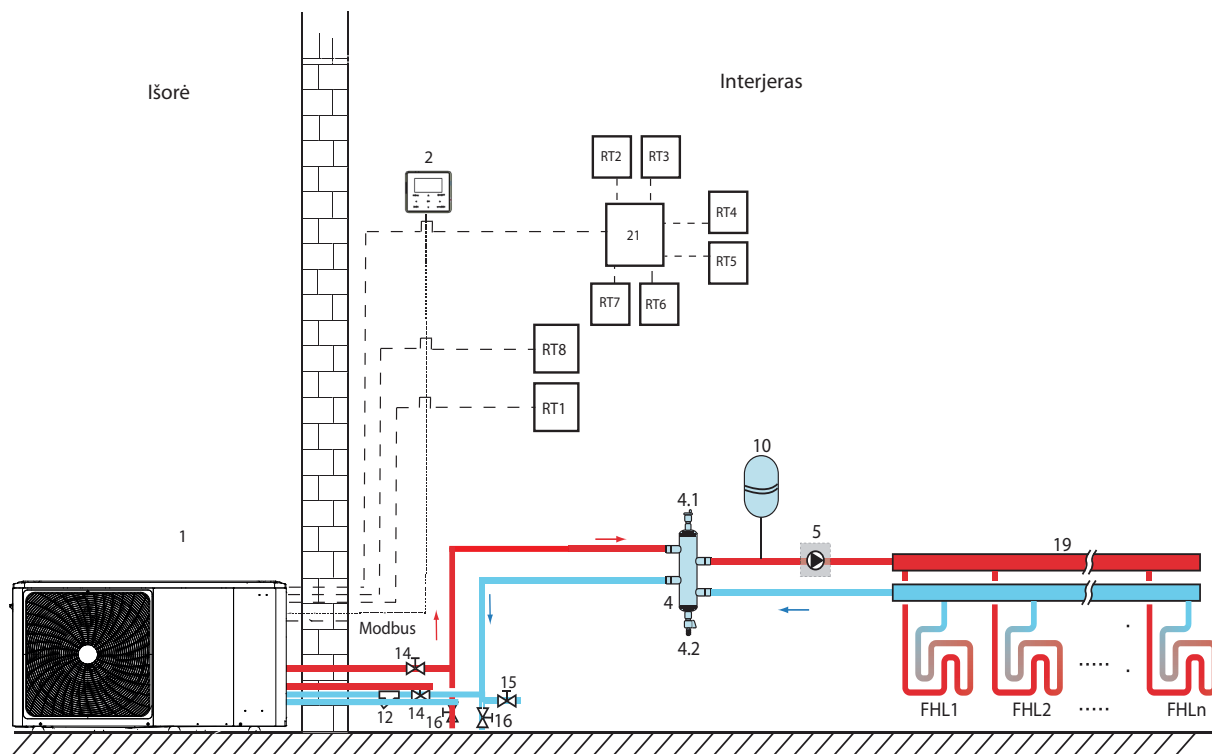 Išorė
Interjeras
2
RT2
RT3
RT4
21
RT5
RT7
RT6
RT8
RT1
10
4.1
1
5
19
4
Modbus
4.2
14
15
12
14
16
16
FHL1
FHL2
.....
.....
.
.
FHLn